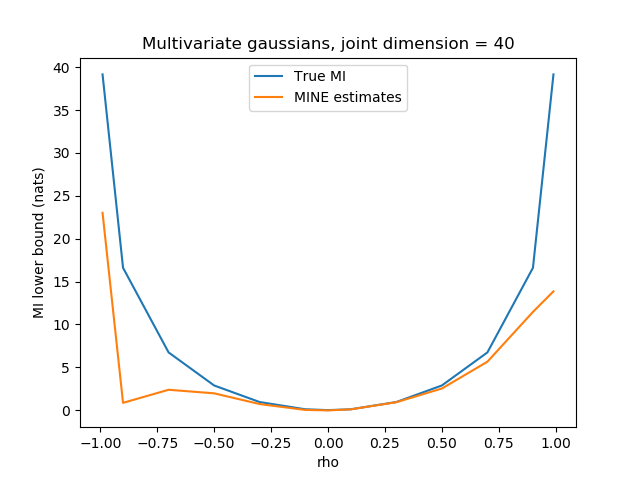 Multivariate gaussians, joint dimension = 40
True MI
MINE estimates
MI lower bound (nats)
40
35
30
25
20
15
10
5
0
−1.00 −0.75 −0.50 −0.25 0.00 0.25 0.50 0.75 1.00
rho